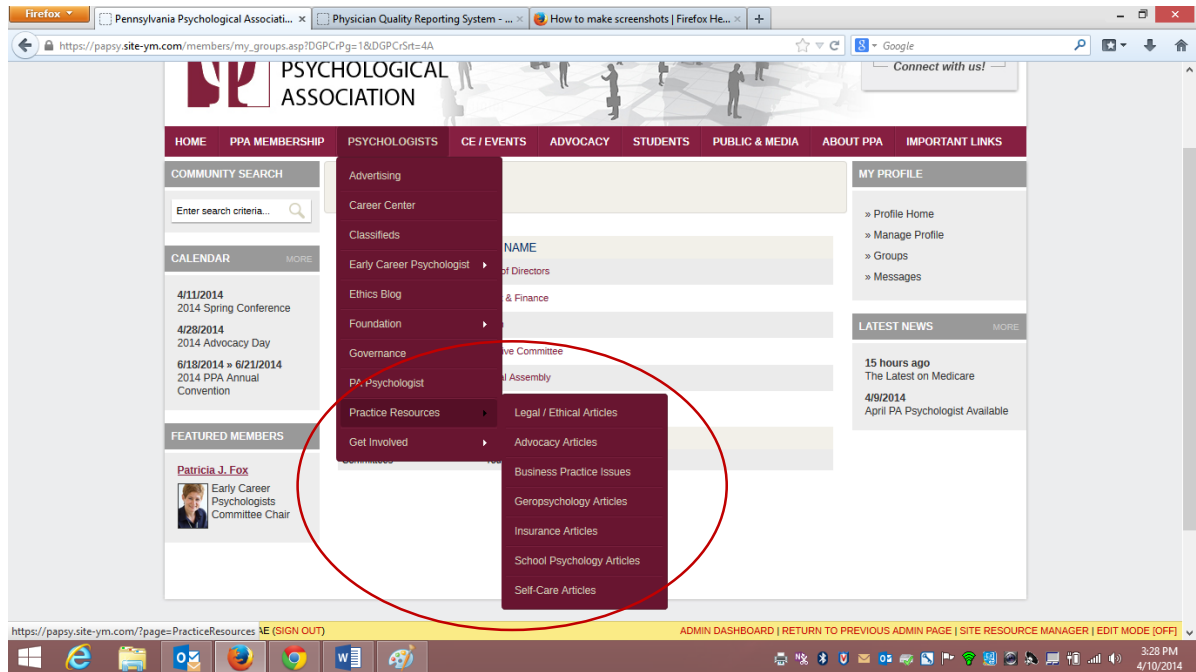 Firefox
Pennsylvania Psychological Associati...
Physician Quality Reporting System - ...
How to make screenshots | Firefox He...
https://papsy.site-ym.com/members/my_groups.asp?DGPCrPg=1&DGPCrSrt=4A
Google
PSYCHOLOGICAL
ASSOCIATION
Connect with us!
HOME PPA MEMBERSHIP PSYCHOLOGISTS CE / EVENTS ADVOCACY STUDENTS PUBLIC & MEDIA ABOUT PPA IMPORTANT LINKS
COMMUNITY SEARCH
Enter search criteria...
CALENDAR MORE
4/11/2014
2014 Spring Conference
4/28/2014
2014 Advocacy Day
6/18/2014 » 6/21/2014
2014 PPA Annual
Convention
FEATURED MEMBERS
Patricia J. Fox
Early Career
Psychologists
Committee Chair
Advertising
Career Center
Classifieds
Early Career Psychologist
Ethics Blog
Foundation
Governance
PA Psychologist
Practice Resources
Get Involved
NAME
of Directors
& Finance
Committee
Assembly
Legal / Ethical Articles
Advocacy Articles
Business Practice Issues
Geropsychology Articles
Insurance Articles
School Psychology Articles
Self-Care Articles
MY PROFILE
» Profile Home
» Manage Profile
» Groups
» Messages
LATEST NEWS MORE
15 hours ago
The Latest on Medicare
4/9/2014
April PA Psychologist Available
https://papsy.site-ym.com/?page=PracticeResources AE (SIGN OUT)
ADMIN DASHBOARD | RETURN TO PREVIOUS ADMIN PAGE | SITE RESOURCE MANAGER | EDIT MODE [OFF]
3:28 PM
4/10/2014